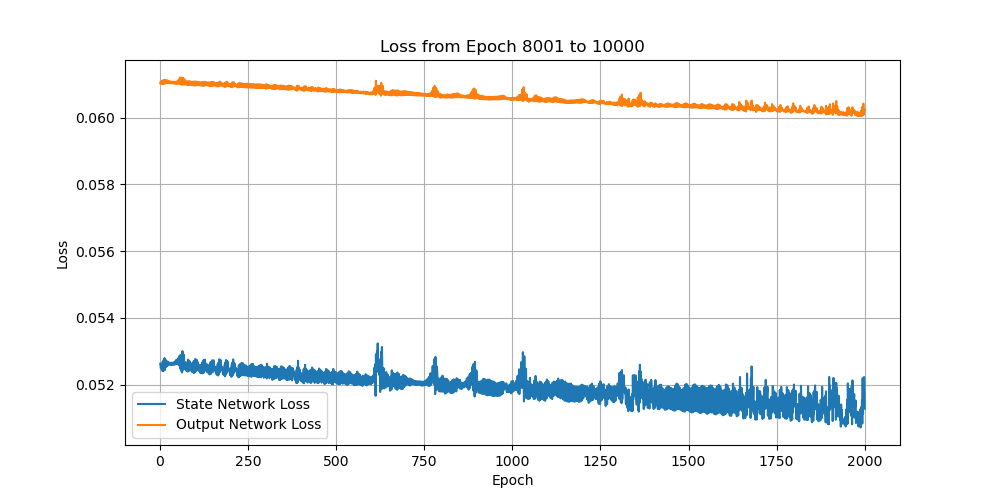 Loss from Epoch 8001 to 10000
0.060
0.058
0.056
0.054
0.052
Loss
State Network Loss
Output Network Loss
0 250 500 750 1000 1250 1500 1750 2000
Epoch